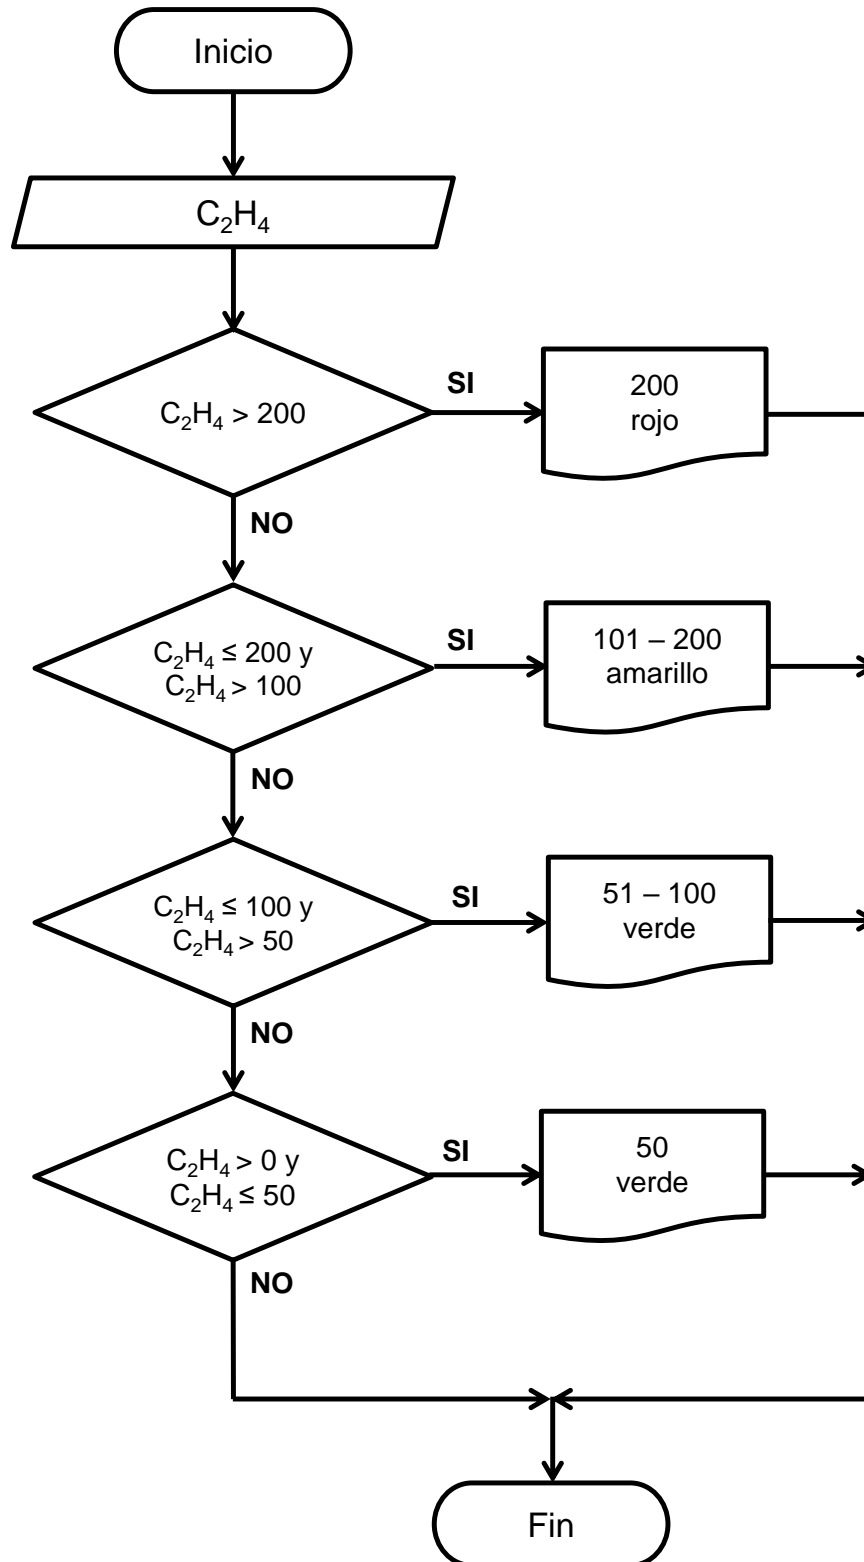 Inicio
C₂H₄
C₂H₄ > 200
SI
200
rojo
NO
C₂H₄ ≤ 200 y
C₂H₄ > 100
SI
101 – 200
amarillo
NO
C₂H₄ ≤ 100 y
C₂H₄ > 50
SI
51 – 100
verde
NO
C₂H₄ > 0 y
C₂H₄ ≤ 50
SI
50
verde
NO
Fin